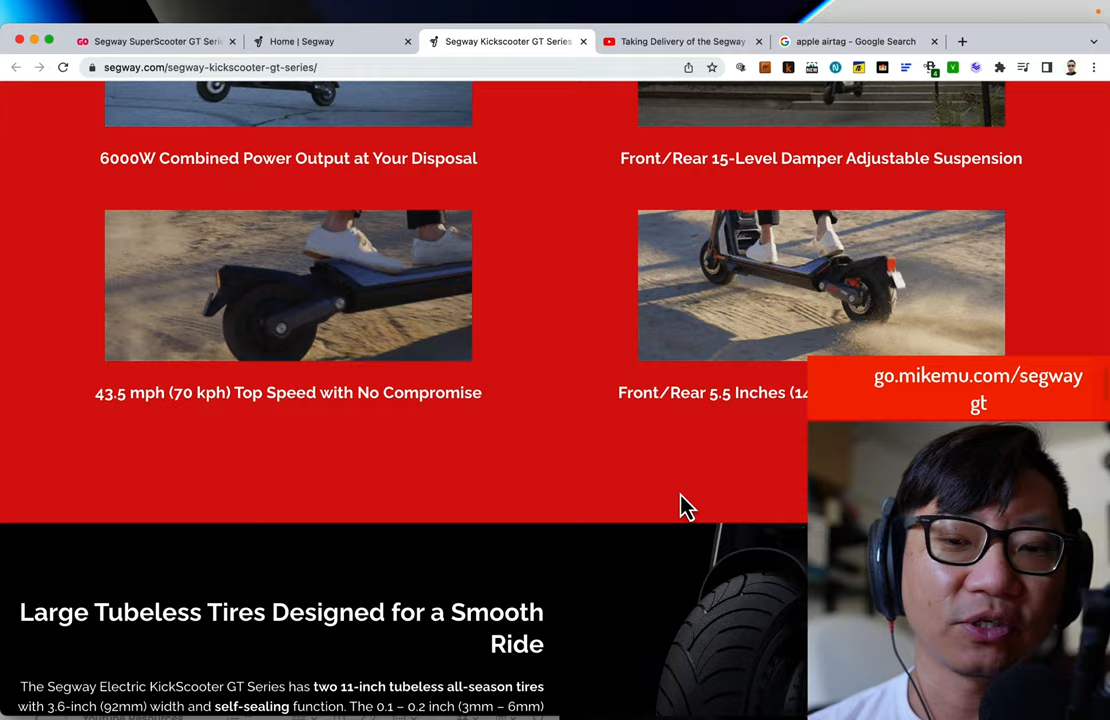 Segway SuperScooter GT Serie
Home | Segway
Segway Kickscooter GT Series
Taking Delivery of the Segway
apple airtag - Google Search
segway.com/segway-kickscooter-gt-series/
6000W Combined Power Output at Your Disposal
Front/Rear 15-Level Damper Adjustable Suspension
43.5 mph (70 kph) Top Speed with No Compromise
Front/Rear 5.5 Inches (14
go.mikemu.com/segway
gt
Large Tubeless Tires Designed for a Smooth
Ride
The Segway Electric KickScooter GT Series has two 11-inch tubeless all-season tires
with 3.6-inch (92mm) width and self-sealing function. The 0.1 – 0.2 inch (3mm – 6mm)